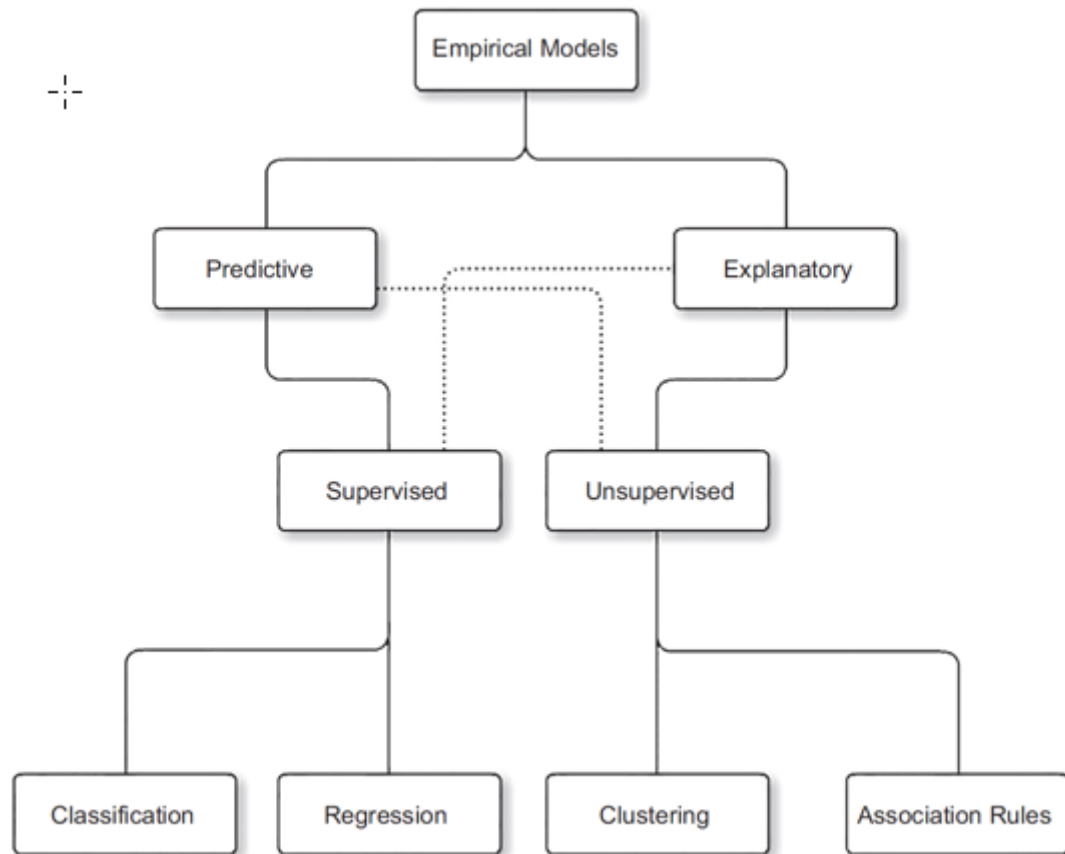 Empirical Models
Predictive
Explanatory
Supervised
Unsupervised
Classification
Regression
Clustering
Association Rules